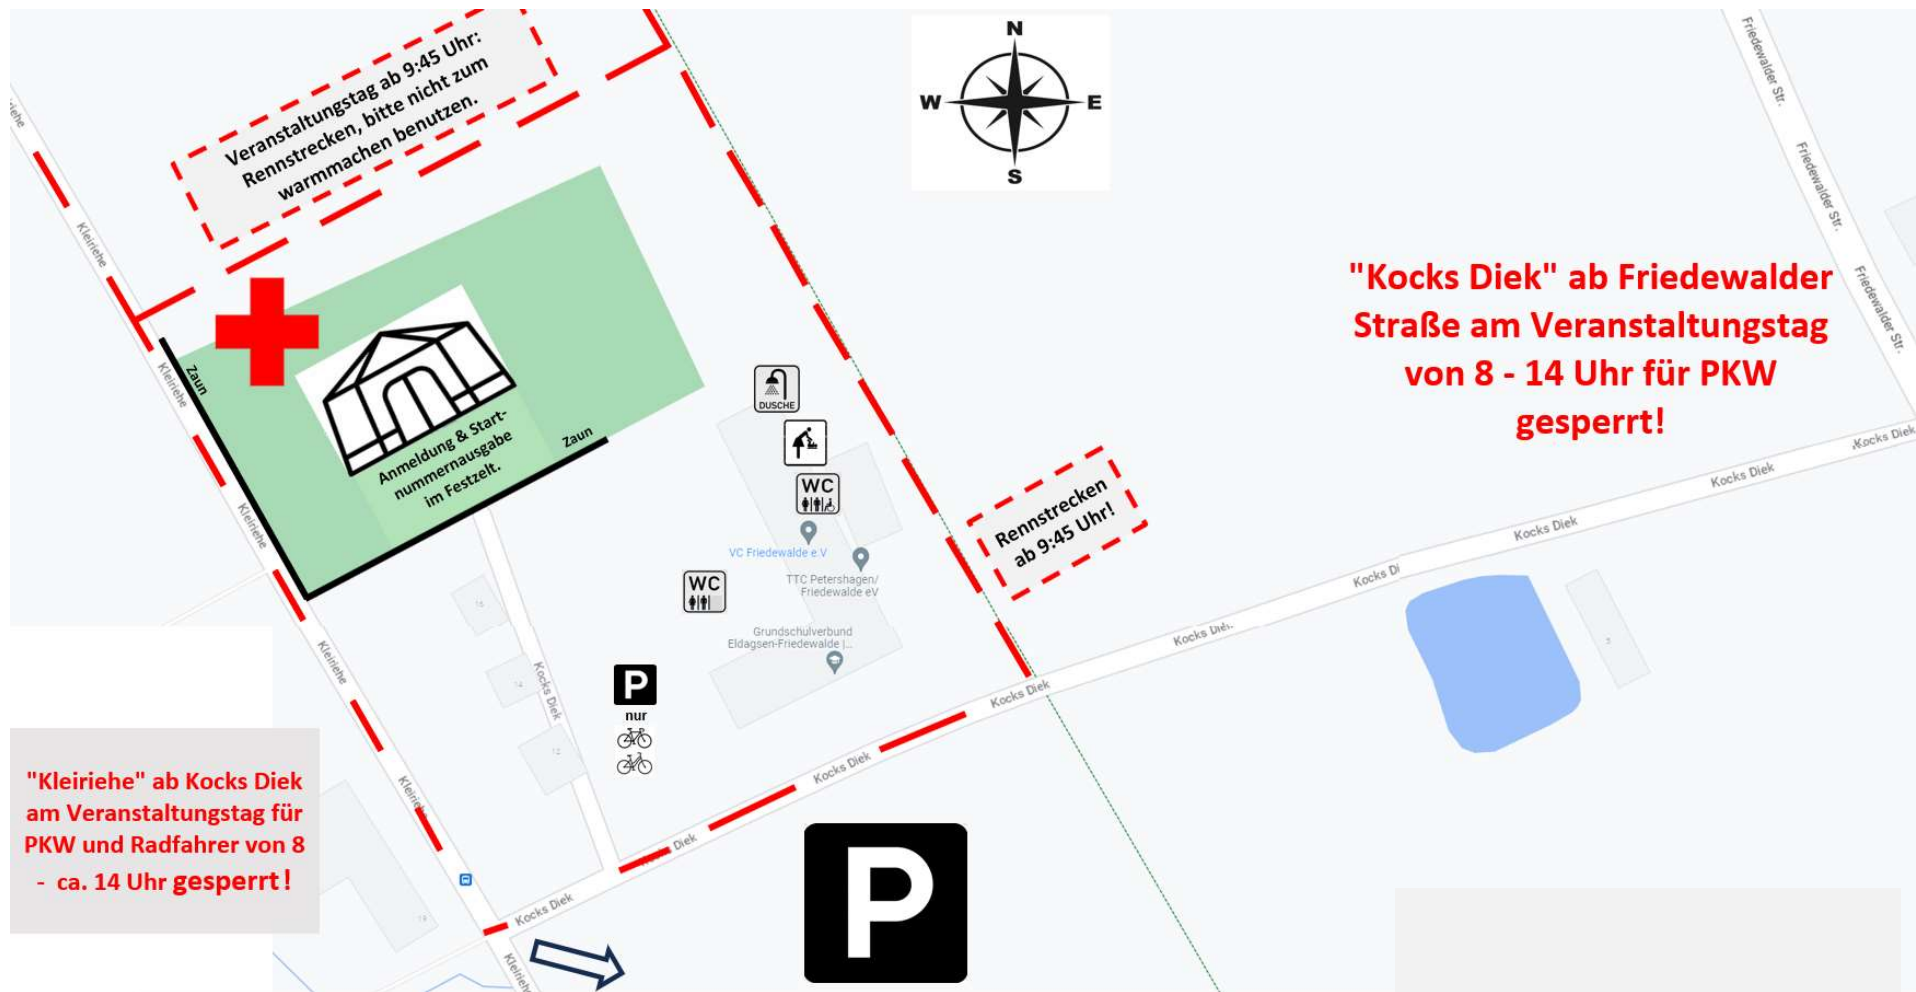 Veranstaltungstag ab 9:45 Uhr:
Rennstrecken, bitte nicht zum
warmmachen benutzen.
N
W
E
S
Friedewalder Str.
Friedewalder Str.
Friedewalder Str.
"Kocks Diek" ab Friedewalder
Straße am Veranstaltungstag
von 8 - 14 Uhr für PKW
gesperrt!
Kleiriehe
Kleiriehe
Zaun
Anmeldung & Start-
nummernausgabe
im Festzelt.
Zaun
DUSCHE
WC
VC Friedewalde e.V
TTC Petershagen/
Friedewalde eV
WC
Grundschulverbund
Eldagsen-Friedewalde |...
Rennstrecken
ab 9:45 Uhr!
Kocks Diek
Kocks Diek
Kocks Diek
Kocks Di
Kocks Diek
Kocks Diek
Kocks Diek
Diek
Kocks Diek
Kocks Diek
Kleiriehe
Kleiriehe
Kleiriehe
Kleiriehe
P
nur
P
"Kleiriehe" ab Kocks Diek
am Veranstaltungstag für
PKW und Radfahrer von 8
- ca. 14 Uhr gesperrt!